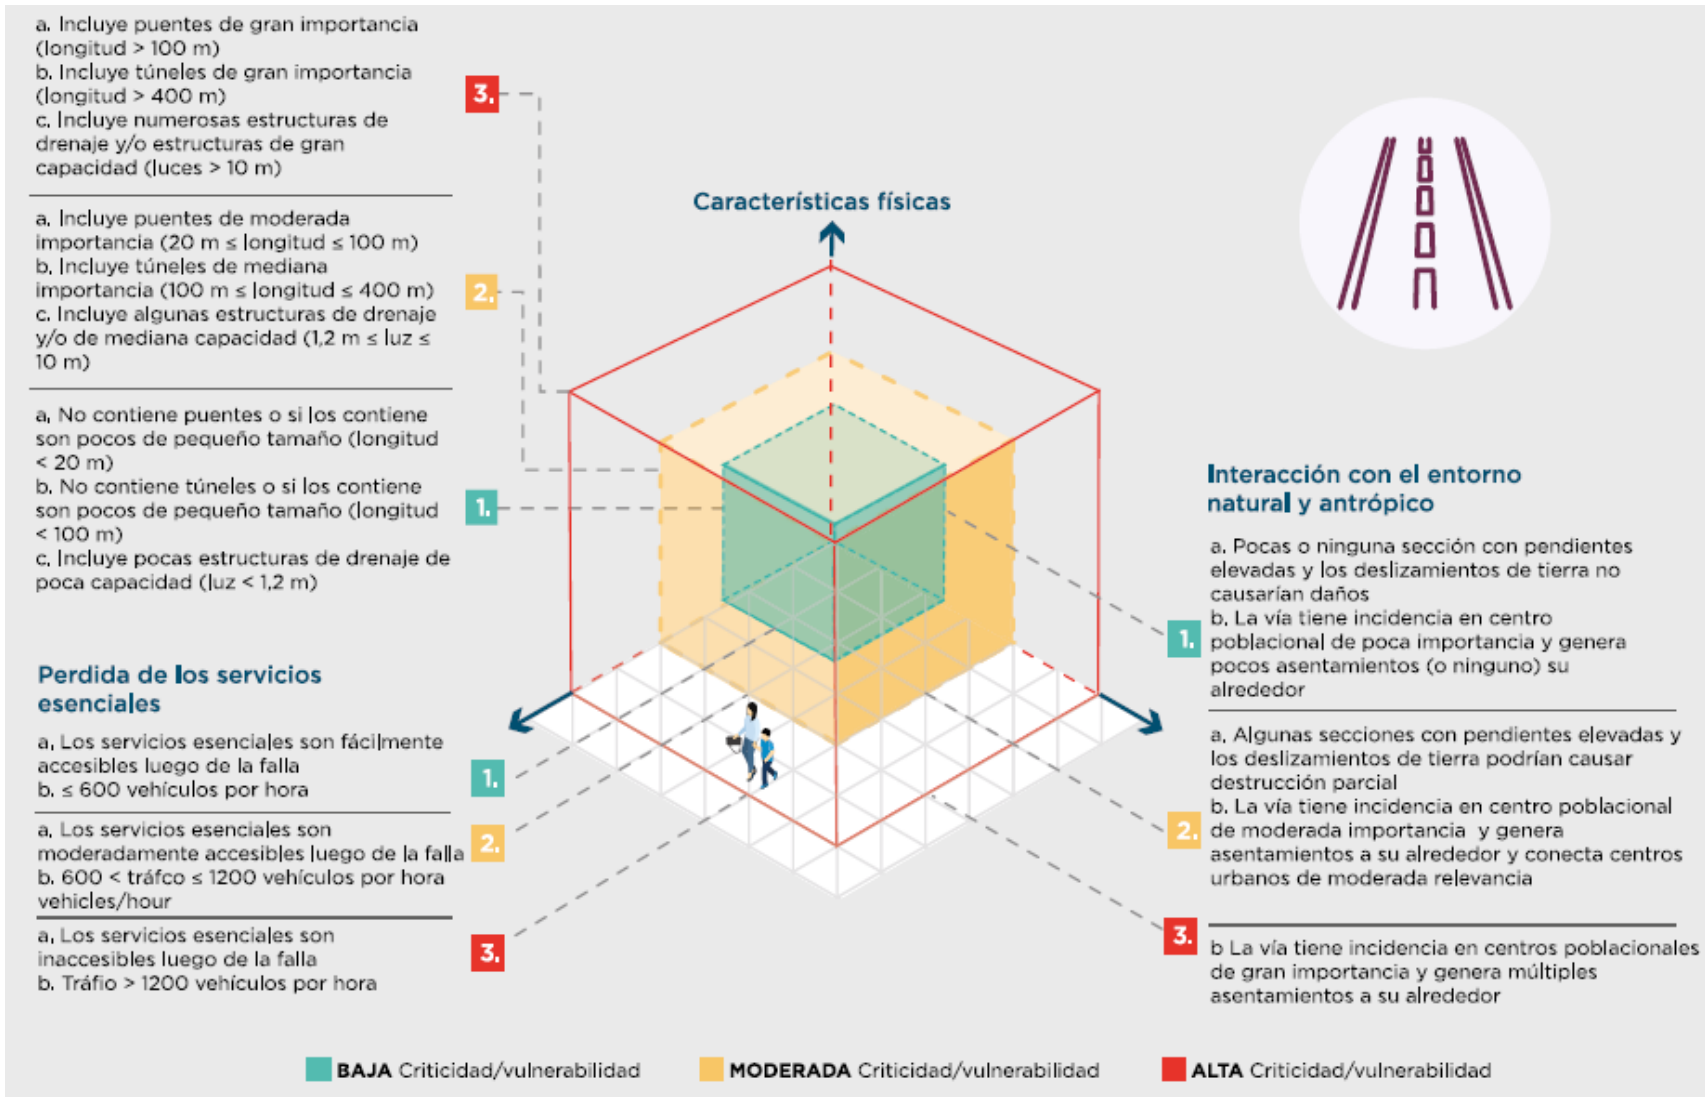 a. Incluye puentes de gran importancia
(longitud > 100 m)
b. Incluye túneles de gran importancia
(longitud > 400 m)
c. Incluye numerosas estructuras de
drenaje y/o estructuras de gran
capacidad (luces > 10 m)
3.
a. Incluye puentes de moderada
importancia (20 m ≤ longitud ≤ 100 m)
b. Incluye túneles de mediana
importancia (100 m ≤ longitud ≤ 400 m)
c. Incluye algunas estructuras de drenaje
y/o de mediana capacidad (1,2 m ≤ luz ≤
10 m)
2.
a, No contiene puentes o si los contiene
son pocos de pequeño tamaño (longitud
< 20 m)
b. No contiene túneles o si los contiene
son pocos de pequeño tamaño (longitud
< 100 m)
c, Incluye pocas estructuras de drenaje de
poca capacidad (luz < 1,2 m)
1.
Características físicas
Perdida de los servicios
esenciales
a, Los servicios esenciales son fácilmente
accesibles luego de la falla
b. ≤ 600 vehículos por hora
1.
a, Los servicios esenciales son
moderadamente accesibles luego de la falla
b. 600 < tráfco ≤ 1200 vehículos por hora
vehicles/hour
2.
a, Los servicios esenciales son
inaccesibles luego de la falla
b. Tráfio > 1200 vehículos por hora
3.
Interacción con el entorno
natural y antrópico
a. Pocas o ninguna sección con pendientes
elevadas y los deslizamientos de tierra no
causarían daños
b. La vía tiene incidencia en centro
poblacional de poca importancia y genera
pocos asentamientos (o ninguno) su
alrededor
1.
a, Algunas secciones con pendientes elevadas y
los deslizamientos de tierra podrían causar
destrucción parcial
b. La vía tiene incidencia en centro poblacional
de moderada importancia y genera
asentamientos a su alrededor y conecta centros
urbanos de moderada relevancia
2.
b La vía tiene incidencia en centros poblacionales
de gran importancia y genera múltiples
asentamientos a su alrededor
3.
BAJA Criticidad/vulnerabilidad
MODERADA Criticidad/vulnerabilidad
ALTA Criticidad/vulnerabilidad